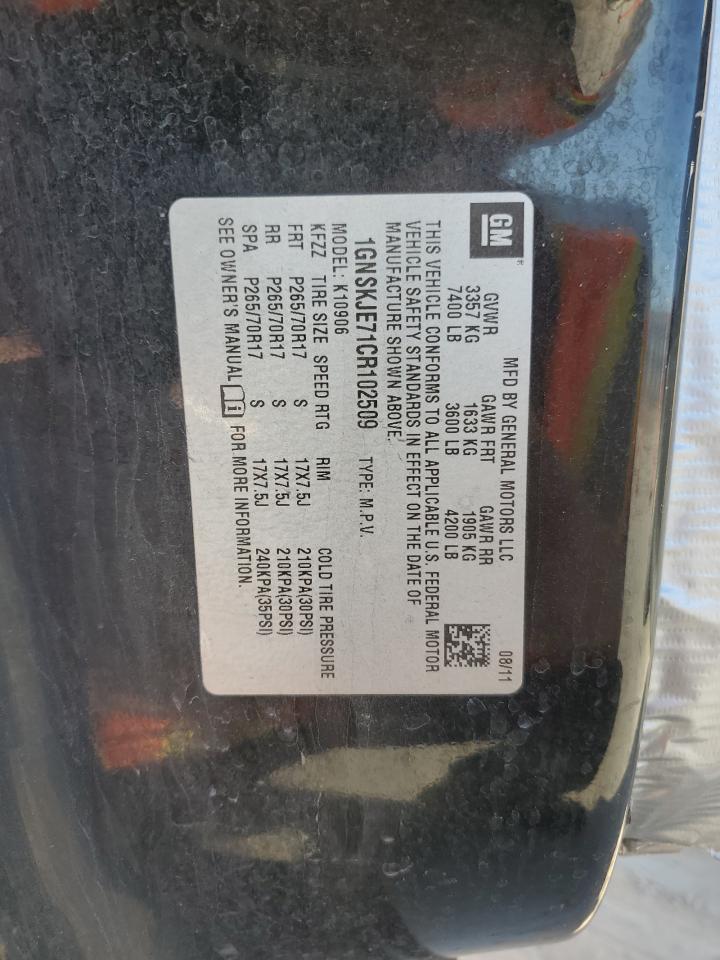 GM
MFD BY GENERAL MOTORS LLC 08/11
GVWR GAWR FRT GAWR RR
3357 KG 1633 KG 1905 KG
7400 LB 3600 LB 4200 LB
THIS VEHICLE CONFORMS TO ALL APPLICABLE U.S. FEDERAL MOTOR
VEHICLE SAFETY STANDARDS IN EFFECT ON THE DATE OF
MANUFACTURE SHOWN ABOVE.
1GNSKJE71CR102509 TYPE: M.P.V.
MODEL: K10906
KFZZ TIRE SIZE SPEED RTG RIM COLD TIRE PRESSURE
FRT P265/70R17 S 17X7.5J 210KPA(30PSI)
RR P265/70R17 S 17X7.5J 210KPA(30PSI)
SPA P265/70R17 S 17X7.5J 240KPA(35PSI)
SEE OWNER'S MANUAL FOR MORE INFORMATION.